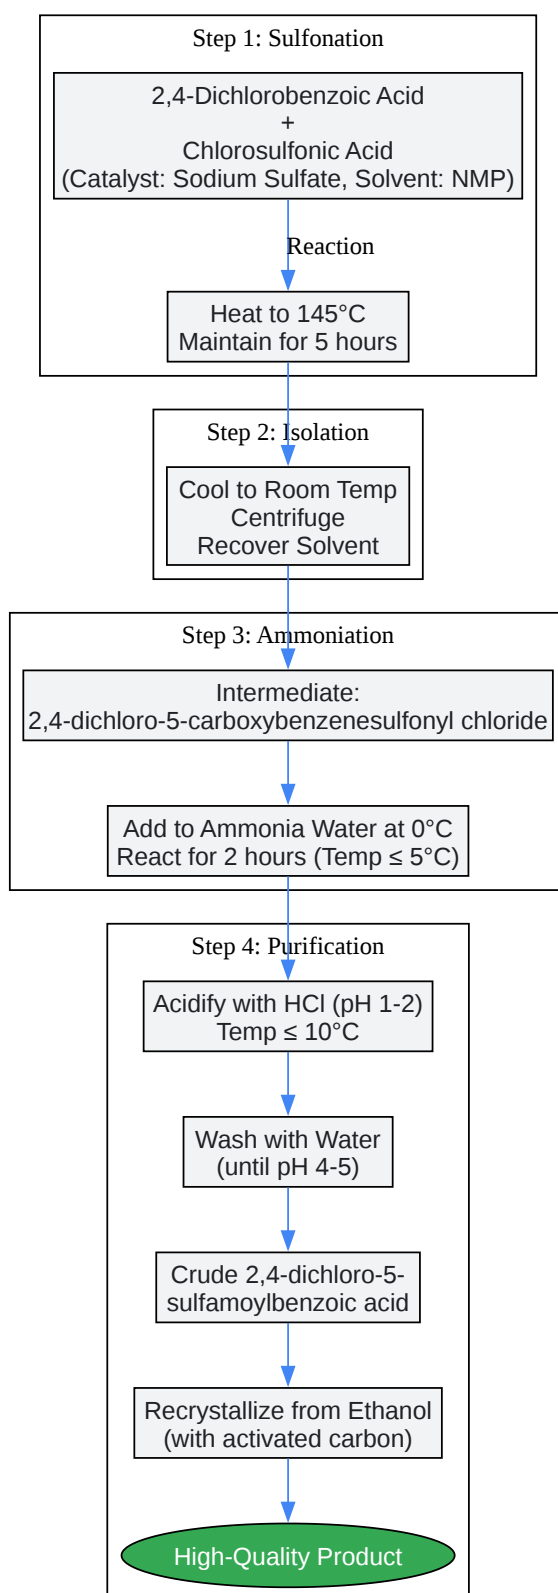 Step 1: Sulfonation
2,4-Dichlorobenzoic Acid
+
Chlorosulfonic Acid
(Catalyst: Sodium Sulfate, Solvent: NMP)
Reaction
Heat to 145°C
Maintain for 5 hours
Step 2: Isolation
Cool to Room Temp
Centrifuge
Recover Solvent
Step 3: Ammoniation
Intermediate:
2,4-dichloro-5-carboxybenzenesulfonyl chloride
Add to Ammonia Water at 0°C
React for 2 hours (Temp ≤ 5°C)
Step 4: Purification
Acidify with HCl (pH 1-2)
Temp ≤ 10°C
Wash with Water
(until pH 4-5)
Crude 2,4-dichloro-5-
sulfamoylbenzoic acid
Recrystallize from Ethanol
(with activated carbon)
High-Quality Product